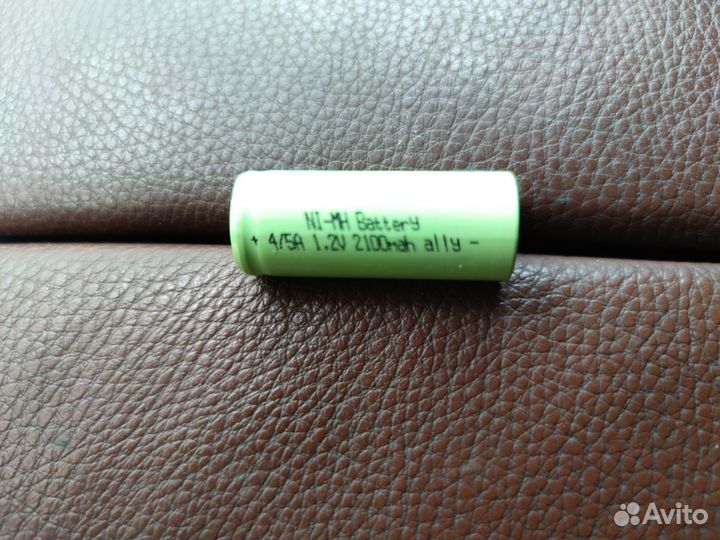 NI-MH Battery
+ 4/5A 1.2V 2100mah ally -
Avito